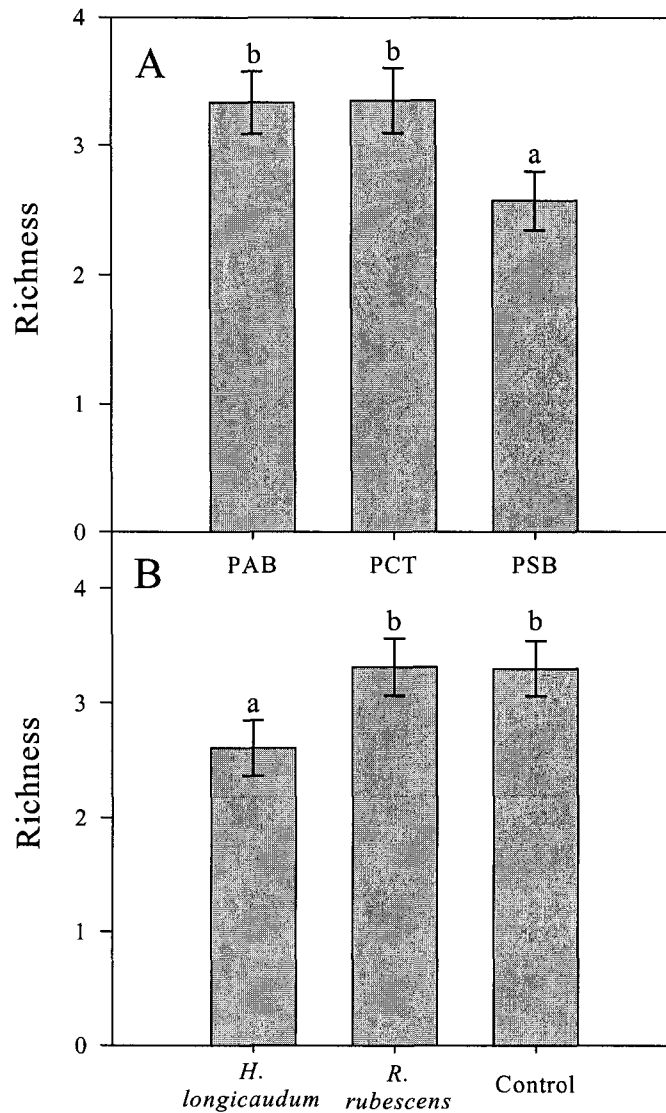 4
A
b
b
3
a
2
Richness
1
0
PAB
PCT
PSB
B
4
b
b
3
a
2
Richness
1
0
H. longicaudum
R. rubescens
Control